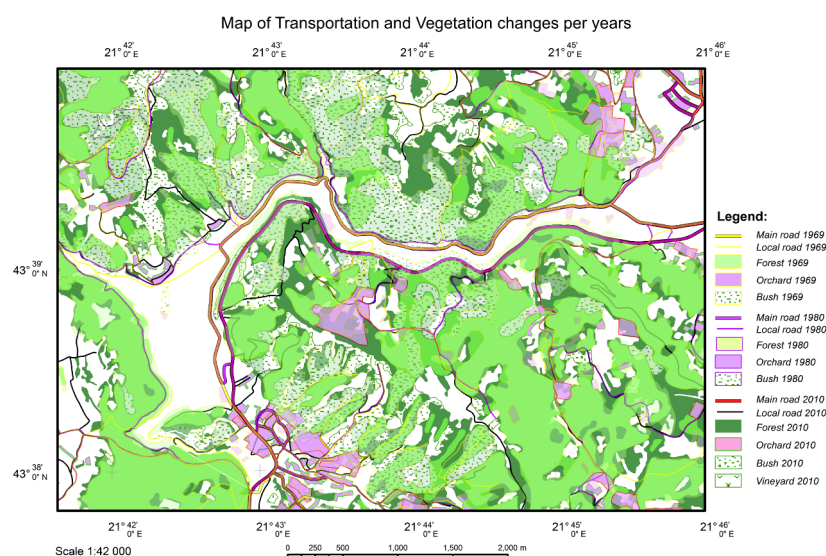 Map of Transportation and Vegetation changes per years
21° 42' 0" E
21° 43' 0" E
21° 44' 0" E
21° 45' 0" E
21° 46' 0" E
43° 39' 0" N
43° 38' 0" N
Legend:
Main road 1969
Local road 1969
Forest 1969
Orchard 1969
Bush 1969
Main road 1980
Local road 1980
Forest 1980
Orchard 1980
Bush 1980
Main road 2010
Local road 2010
Forest 2010
Orchard 2010
Bush 2010
Vineyard 2010
21° 42' 0" E
21° 43' 0" E
21° 44' 0" E
21° 45' 0" E
21° 46' 0" E
Scale 1:42 000
0 250 500 1,000 1,500 2,000 m